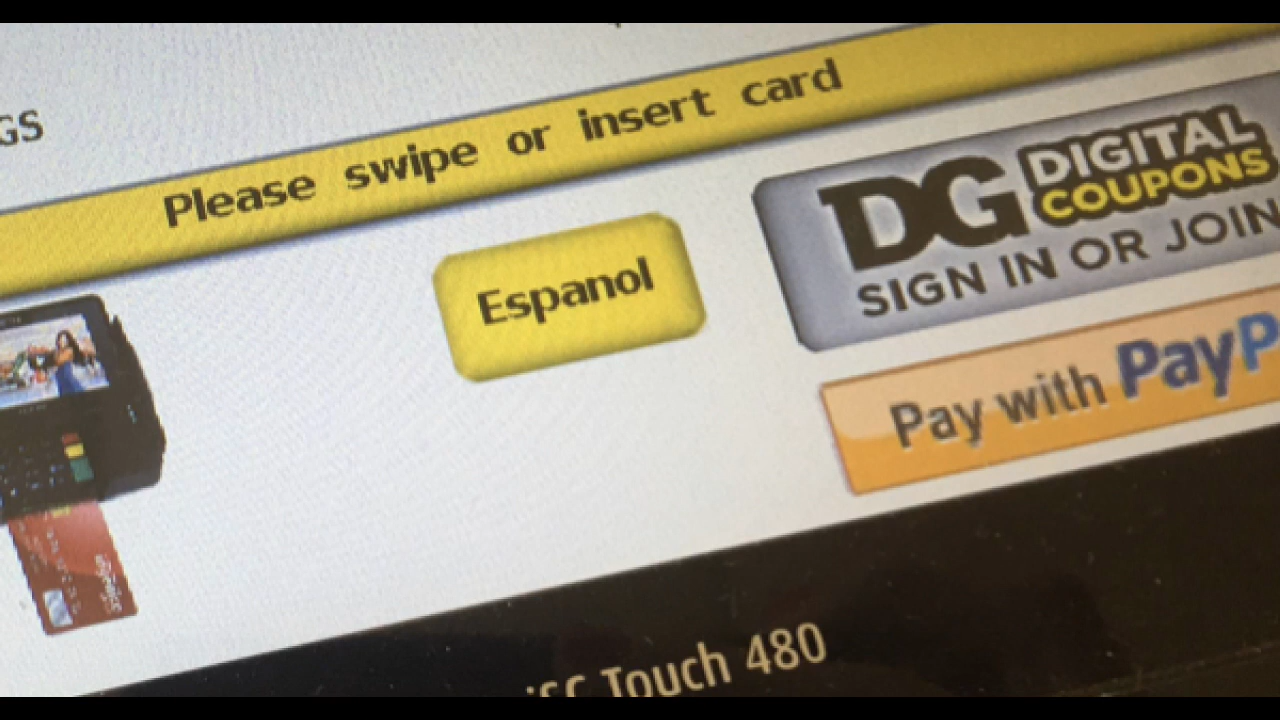 GS
Please swipe or insert card
Espanol
DG DIGITAL
COUPONS
SIGN IN OR JOIN
Pay with PayP
iSC Touch 480